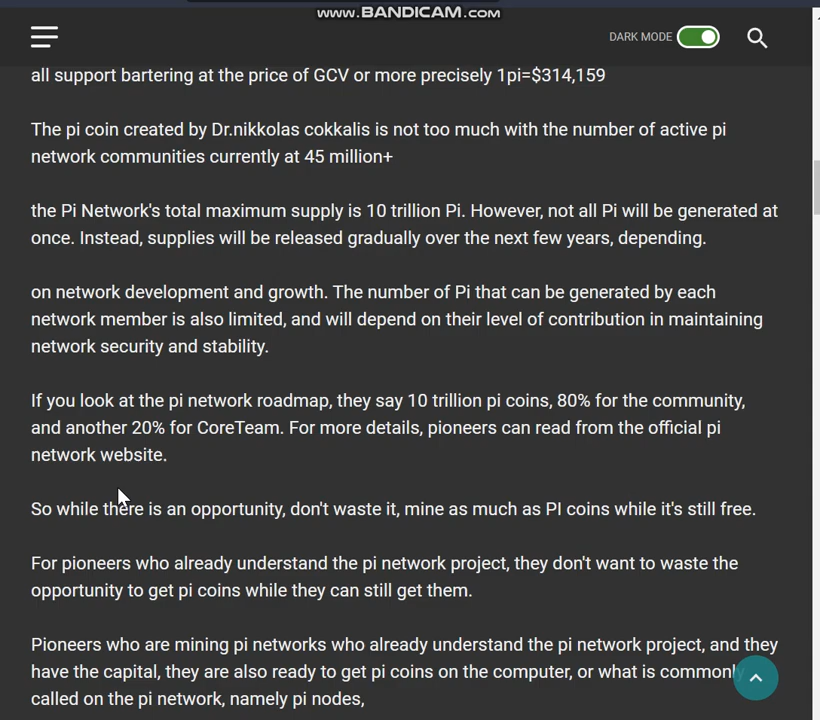 www.BANDICAM.com
DARK MODE
all support bartering at the price of GCV or more precisely 1pi=$314,159
The pi coin created by Dr.nikkolas cokkalis is not too much with the number of active pi
network communities currently at 45 million+
the Pi Network's total maximum supply is 10 trillion Pi. However, not all Pi will be generated at
once. Instead, supplies will be released gradually over the next few years, depending.
on network development and growth. The number of Pi that can be generated by each
network member is also limited, and will depend on their level of contribution in maintaining
network security and stability.
If you look at the pi network roadmap, they say 10 trillion pi coins, 80% for the community,
and another 20% for CoreTeam. For more details, pioneers can read from the official pi
network website.
So while there is an opportunity, don't waste it, mine as much as PI coins while it's still free.
For pioneers who already understand the pi network project, they don't want to waste the
opportunity to get pi coins while they can still get them.
Pioneers who are mining pi networks who already understand the pi network project, and they
have the capital, they are also ready to get pi coins on the computer, or what is commonly
called on the pi network, namely pi nodes,